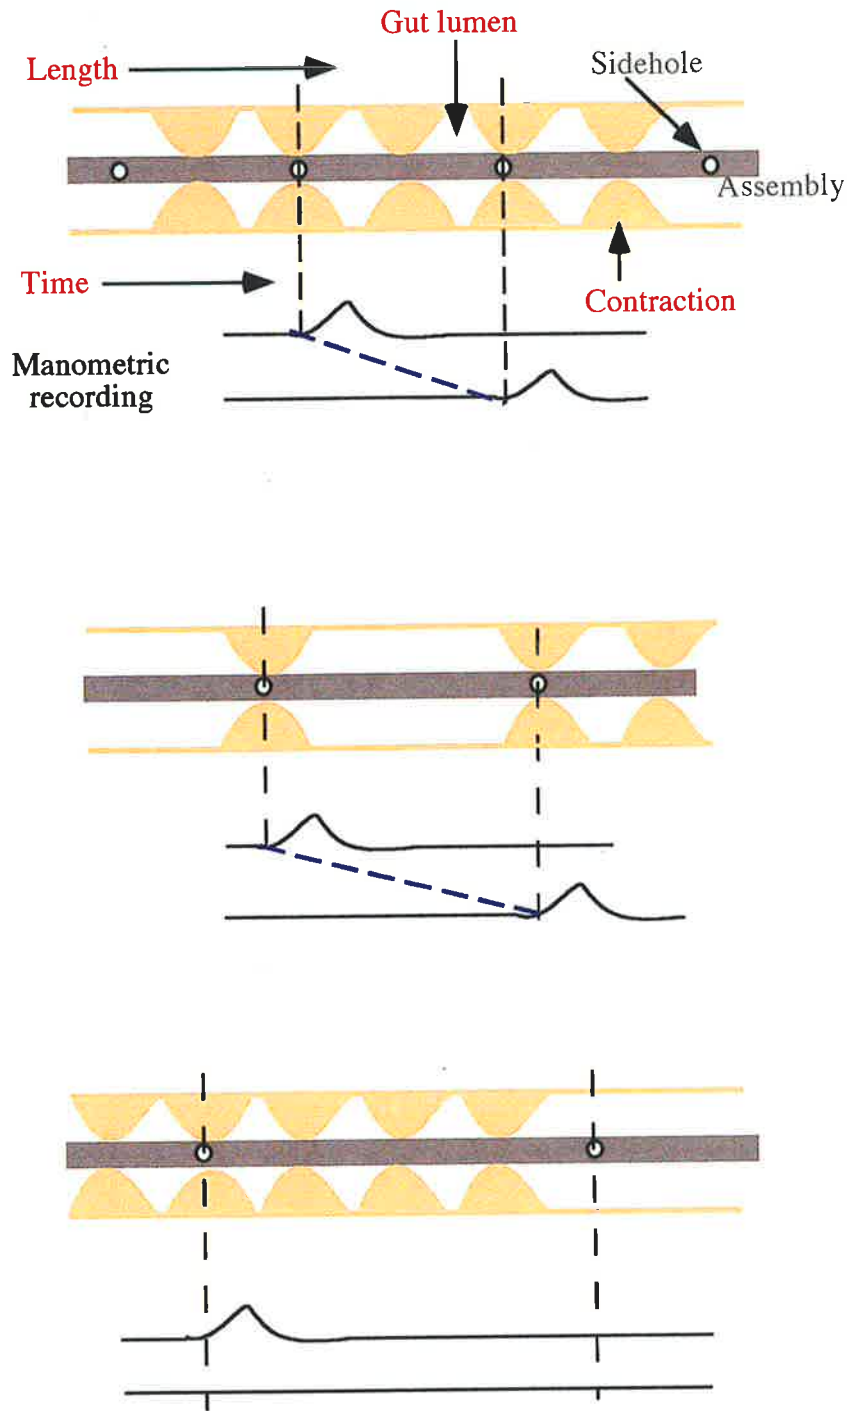 Gut lumen
Length
Sidehole
Assembly
Time
Contraction
Manometric
recording